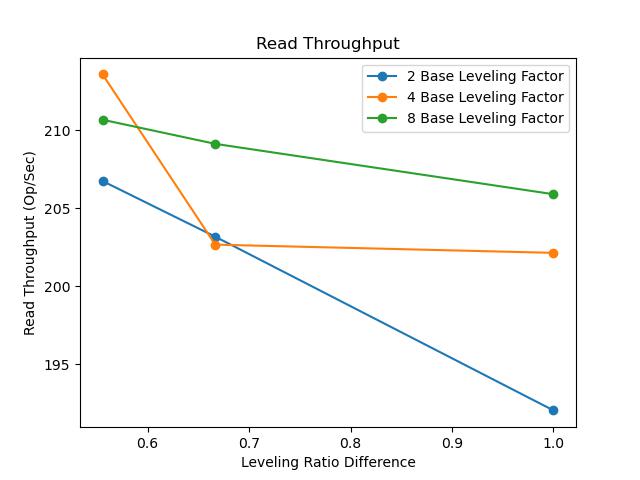 Read Throughput
2 Base Leveling Factor
4 Base Leveling Factor
8 Base Leveling Factor
Read Throughput (Op/Sec)
210
205
200
195
0.6 0.7 0.8 0.9 1.0
Leveling Ratio Difference